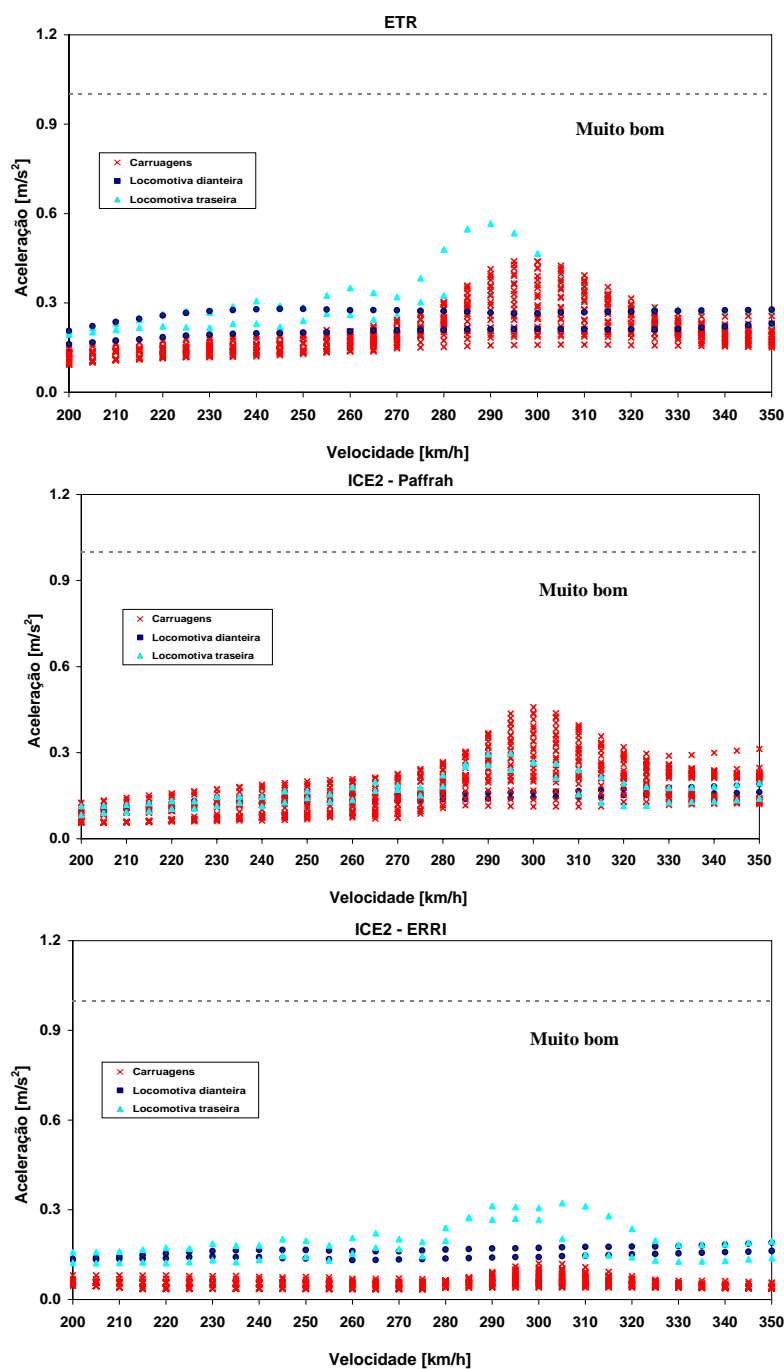 ETR
1.2
0.9
0.6
0.3
0.0
Aceleração [m/s²]
Muito bom
Carruagens
Locomotiva dianteira
Locomotiva traseira
200 210 220 230 240 250 260 270 280 290 300 310 320 330 340 350
Velocidade [km/h]
ICE2 - Paffrah
1.2
0.9
0.6
0.3
0.0
Aceleração [m/s²]
Muito bom
Carruagens
Locomotiva dianteira
Locomotiva traseira
200 210 220 230 240 250 260 270 280 290 300 310 320 330 340 350
Velocidade [km/h]
ICE2 - ERRI
1.2
0.9
0.6
0.3
0.0
Aceleração [m/s²]
Muito bom
Carruagens
Locomotiva dianteira
Locomotiva traseira
200 210 220 230 240 250 260 270 280 290 300 310 320 330 340 350
Velocidade [km/h]